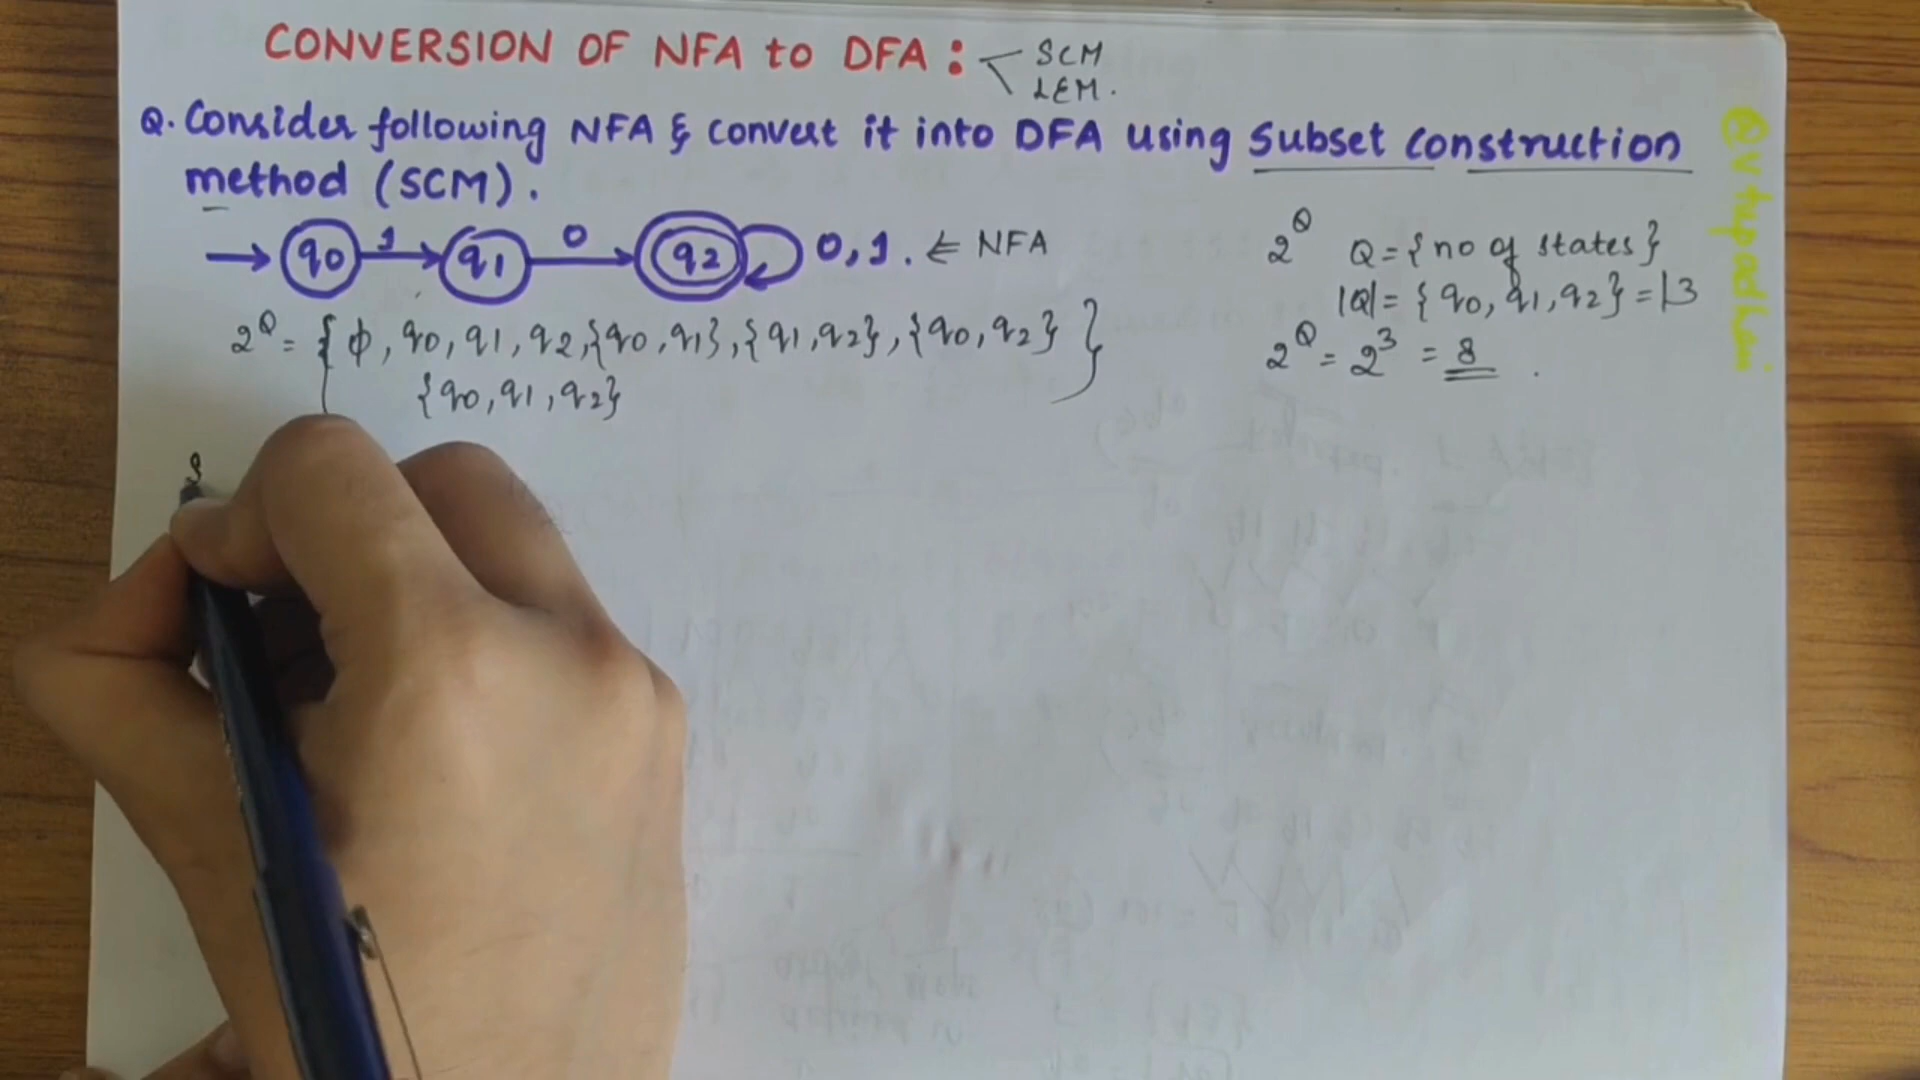 CONVERSION OF NFA to DFA :
SCM
LEM.
Q. Consider following NFA & convert it into DFA using Subset construction
method (SCM).
q0 1 q1 0 q2 0,1. ⇐ NFA
2^Q = { ϕ, q0, q1, q2, {q0, q1}, {q1, q2}, {q0, q2} }
{q0, q1, q2}
2^Q Q = {no of states}
|Q| = {q0, q1, q2} = |3
2^Q = 2^3 = 8 .
@vtupadhai